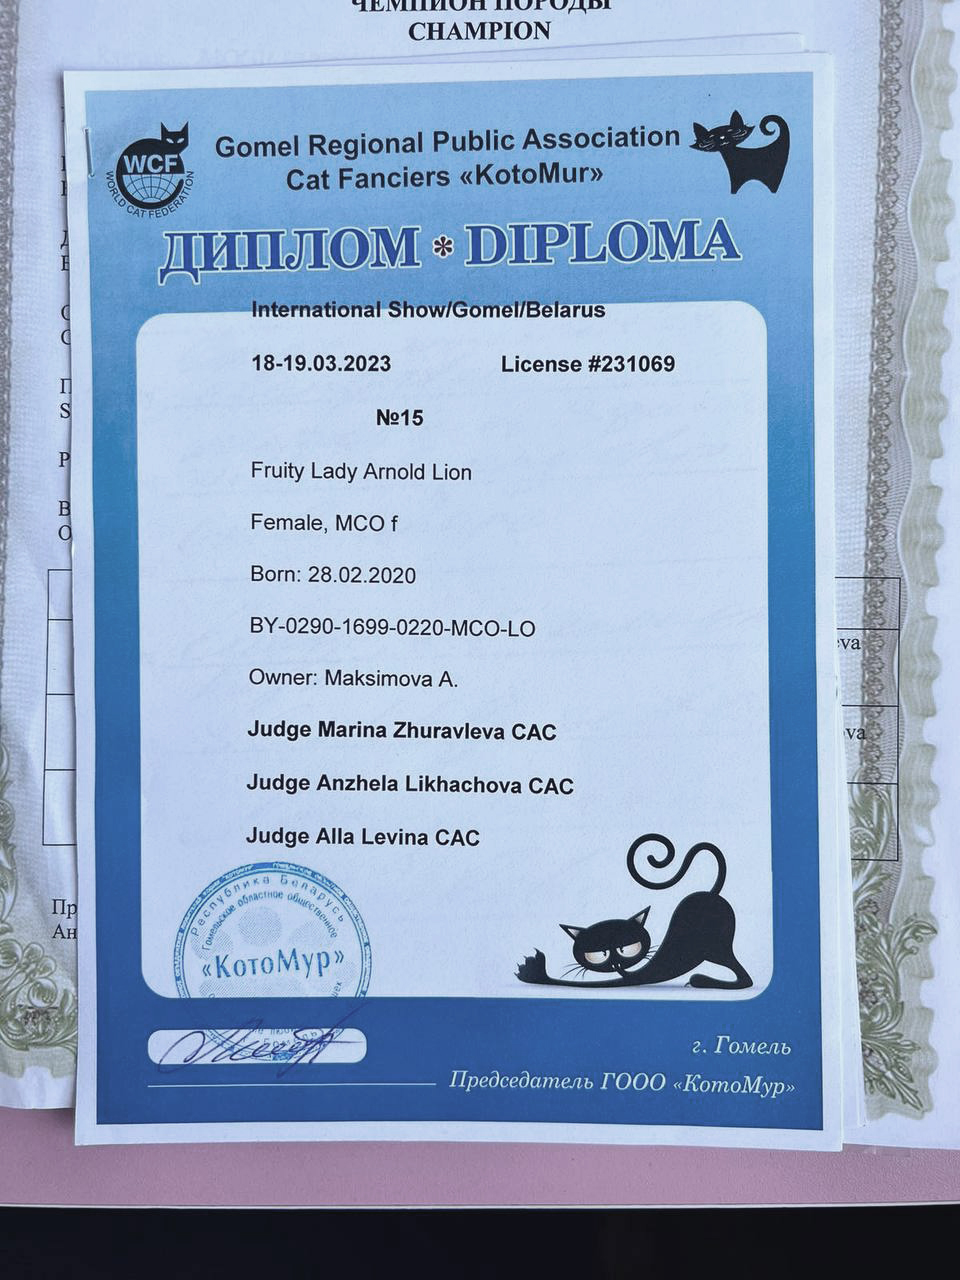 ЧЕМПИОН ПОРОДЫ
CHAMPION
WCF
WORLD CAT FEDERATION
Gomel Regional Public Association
Cat Fanciers «KotoMur»
ДИПЛОМ * DIPLOMA
International Show/Gomel/Belarus
18-19.03.2023 License #231069
№15
Fruity Lady Arnold Lion
Female, MCO f
Born: 28.02.2020
BY-0290-1699-0220-MCO-LO
Owner: Maksimova A.
Judge Marina Zhuravleva CAC
Judge Anzhela Likhachova CAC
Judge Alla Levina CAC
Республика Беларусь
Гомельское областное общественное
«КотоМур»
г. Гомель
Председатель ГООО «КотоМур»